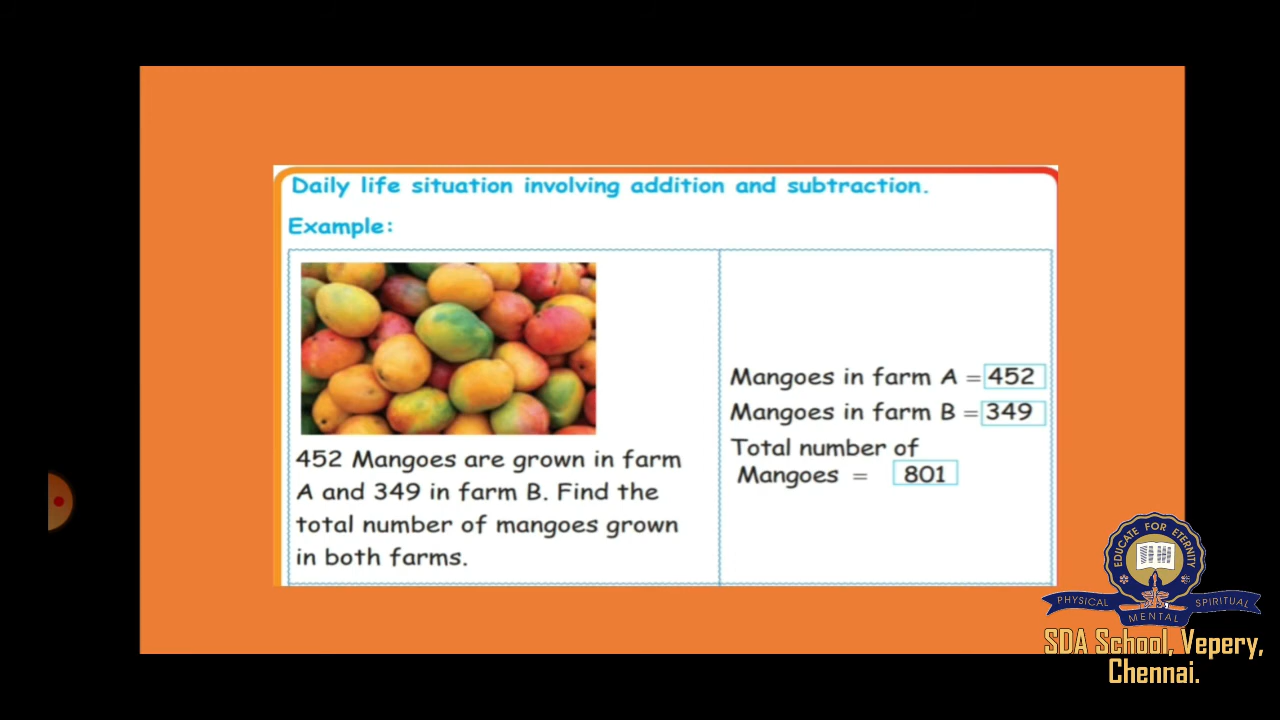 Daily life situation involving addition and subtraction.
Example:
452 Mangoes are grown in farm
A and 349 in farm B. Find the
total number of mangoes grown
in both farms.
Mangoes in farm A = 452
Mangoes in farm B = 349
Total number of
Mangoes = 801
EDUCATE FOR ETERNITY
PHYSICAL MENTAL SPIRITUAL
SDA School, Vepery,
Chennai.